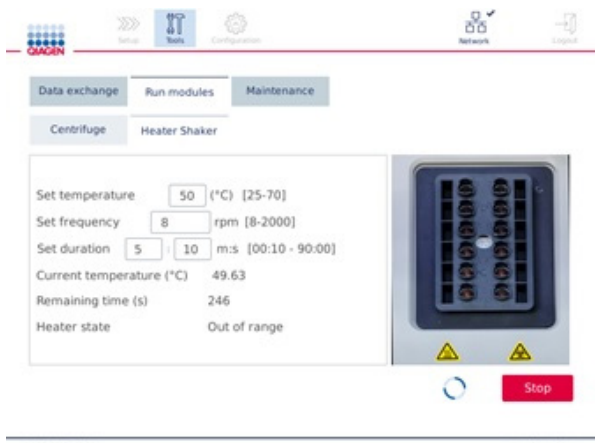 QIAGEN
Setup
Tools
Configuration
Network
Logout
Data exchange
Run modules
Maintenance
Centrifuge
Heater Shaker
Set temperature 50 (°C) [25-70]
Set frequency 8 rpm [8-2000]
Set duration 5 : 10 m:s [00:10 - 90:00]
Current temperature (°C) 49.63
Remaining time (s) 246
Heater state Out of range
Stop